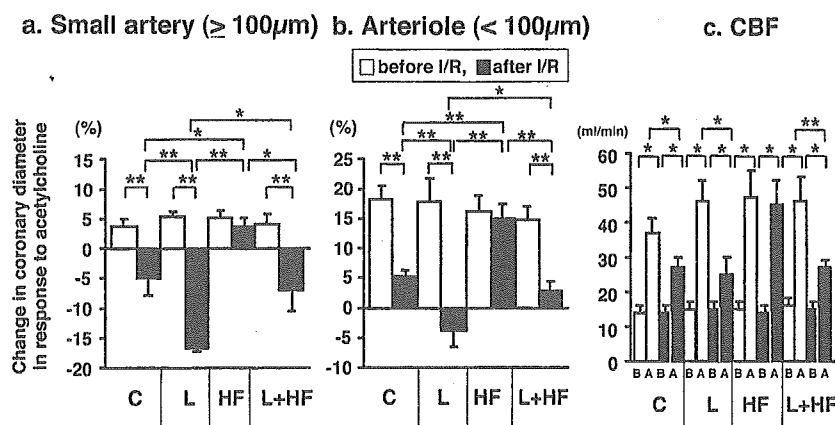 a. Small artery (≥ 100μm)
b. Arteriole (< 100μm)
c. CBF
before I/R, after I/R
Change in coronary diameter
in response to acetylcholine
(%)
15
10
5
0
-5
-10
-15
-20
* * ** ** * ** ** **
C L HF L+HF
(%)
25
20
15
10
5
0
-5
-10
* ** ** ** ** ** ** **
C L HF L+HF
(ml/min)
60
50
40
30
20
10
0
* * ** * * * * * * * *
B A B A B A B A B A B A B A B A
C L HF L+HF